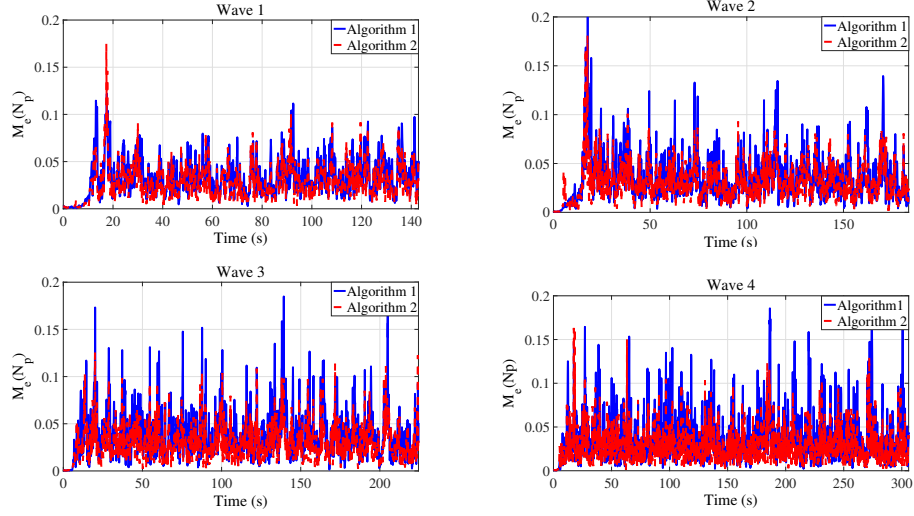 Wave 1
0.2
0.15
0.1
0.05
0
M_e(N_p)
Algorithm 1
Algorithm 2
0 20 40 60 80 100 120 140
Time (s)
Wave 2
0.2
0.15
0.1
0.05
0
M_e(N_p)
Algorithm 1
Algorithm 2
0 50 100 150
Time (s)
Wave 3
0.2
0.15
0.1
0.05
0
M_e(N_p)
Algorithm 1
Algorithm 2
0 50 100 150 200
Time (s)
Wave 4
0.2
0.15
0.1
0.05
0
M_e(Np)
Algorithm1
Algorithm 2
0 50 100 150 200 250 300
Time (s)